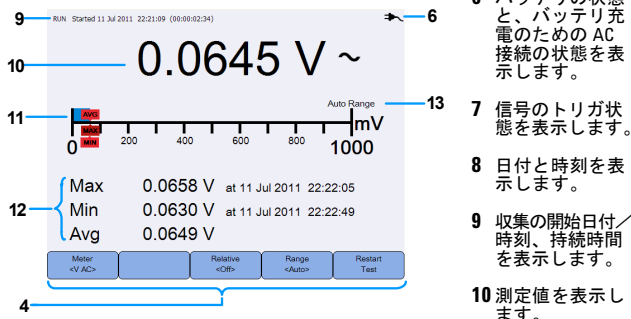 9
RUN Started 11 Jul 2011 22:21:09 (00:00:02:34)
6
10
0.0645 V ~
Auto Range
13
11
AVG
MAX
MIN
mV
0 200 400 600 800 1000
12
Max 0.0658 V at 11 Jul 2011 22:22:05
Min 0.0630 V at 11 Jul 2011 22:22:49
Avg 0.0649 V
Meter
<V AC>
Relative
<Off>
Range
<Auto>
Restart
Test
4
と、バッテリ充
電のための AC
接続の状態を表
示します。
7 信号のトリガ状
態を表示します。
8 日付と時刻を表
示します。
9 収集の開始日付／
時刻、持続時間
を表示します。
10 測定値を表示し
ます。